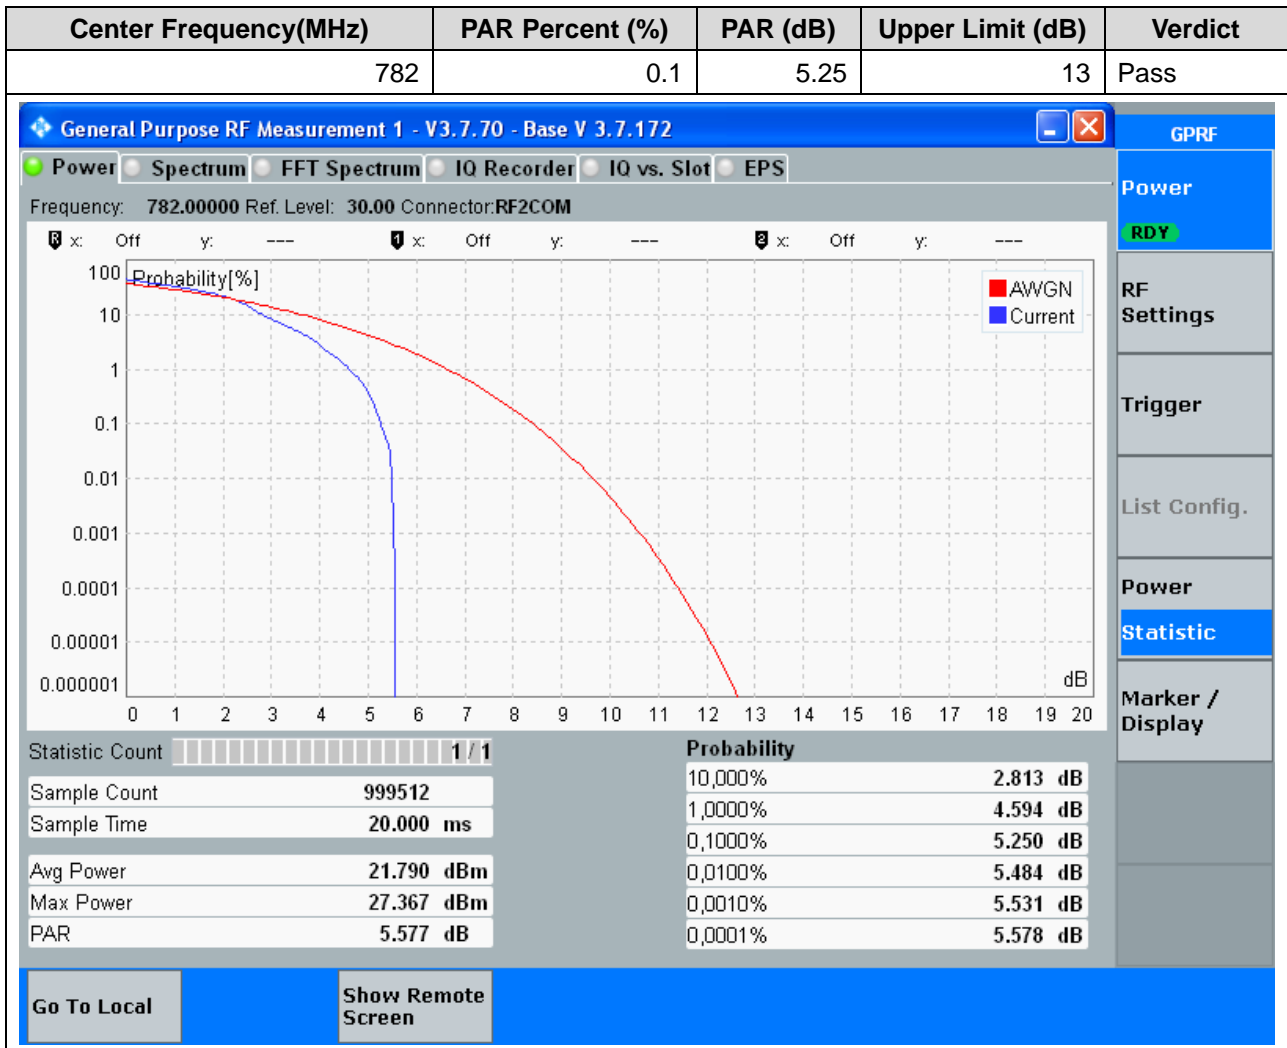 Center Frequency(MHz) PAR Percent (%) PAR (dB) Upper Limit (dB) Verdict
782 0.1 5.25 13 Pass
General Purpose RF Measurement 1 - V3.7.70 - Base V 3.7.172
GPRF
Power Spectrum FFT Spectrum IQ Recorder IQ vs. Slot EPS
Power
RDY
Frequency: 782.00000 Ref. Level: 30.00 Connector:RF2COM
R x: Off y: --- 1 x: Off y: --- 2 x: Off y: ---
Probability[%]
AWGN
Current
100
10
1
0.1
0.01
0.001
0.0001
0.00001
0.000001
dB
0 1 2 3 4 5 6 7 8 9 10 11 12 13 14 15 16 17 18 19 20
RF
Settings
Trigger
List Config.
Power
Statistic
Marker /
Display
Statistic Count 1 / 1
Sample Count 999512
Sample Time 20.000 ms
Avg Power 21.790 dBm
Max Power 27.367 dBm
PAR 5.577 dB
Probability
10,000% 2.813 dB
1,0000% 4.594 dB
0,1000% 5.250 dB
0,0100% 5.484 dB
0,0010% 5.531 dB
0,0001% 5.578 dB
Go To Local
Show Remote
Screen